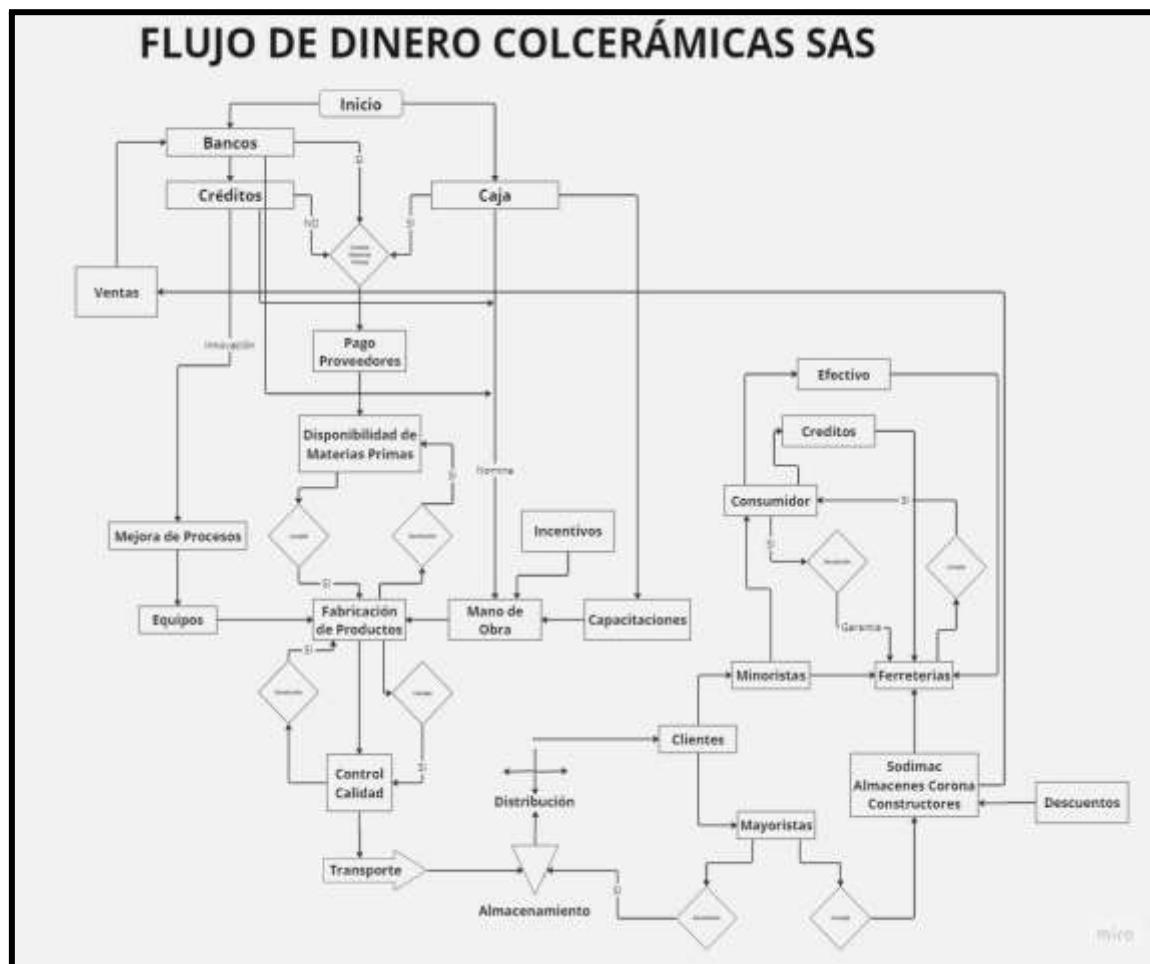 FLUJO DE DINERO COLCERÁMICAS SAS
Inicio
Bancos
SI
Créditos
Caja
NO
SI
Ventas
Innovación
Pago
Proveedores
Efectivo
Disponibilidad de
Materias Primas
Creditos
Nomina
SI
Consumidor
SI
SI
Incentivos
Mejora de Procesos
SI
Equipos
Fabricación
de Productos
Mano de
Obra
Capacitaciones
Garantia
SI
Minoristas
Ferreterias
Clientes
Control
Calidad
SI
Sodimac
Almacenes Corona
Constructores
Distribución
Descuentos
Mayoristas
Transporte
SI
Almacenamiento
miro